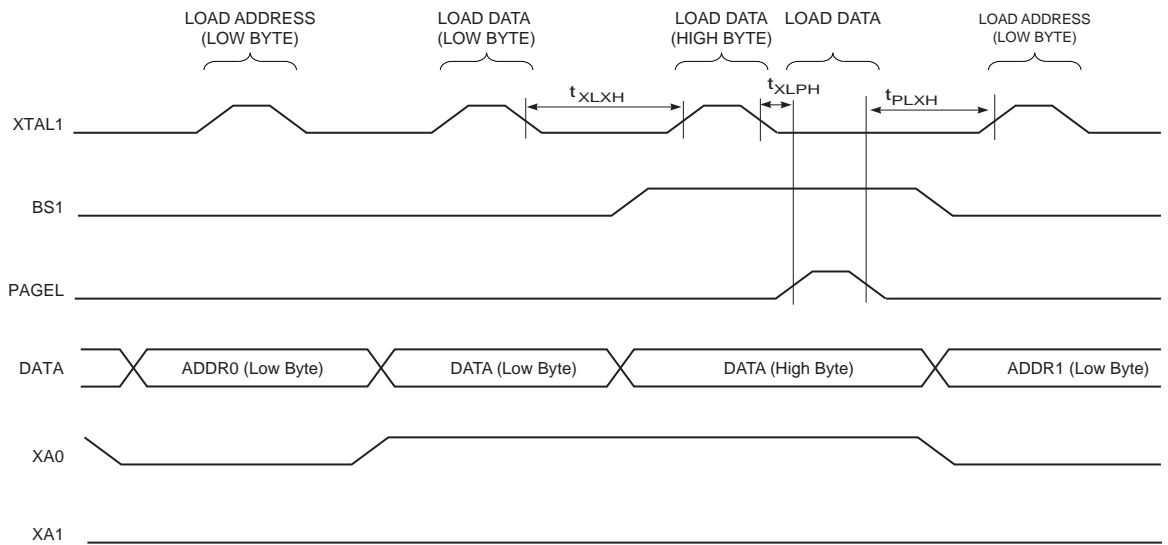 LOAD ADDRESS
(LOW BYTE)
LOAD DATA
(LOW BYTE)
LOAD DATA
(HIGH BYTE)
LOAD DATA
LOAD ADDRESS
(LOW BYTE)
XTAL1
tXLXH
tXLPH
tPLXH
BS1
PAGEL
DATA
ADDR0 (Low Byte)
DATA (Low Byte)
DATA (High Byte)
ADDR1 (Low Byte)
XA0
XA1